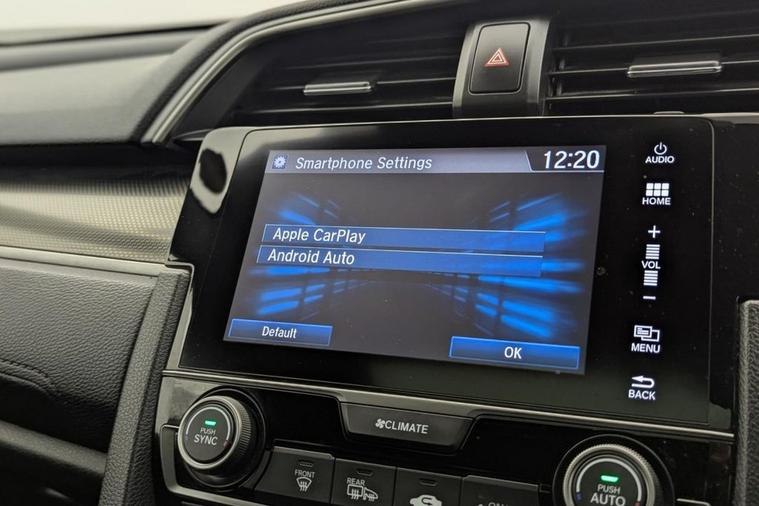 Smartphone Settings 12:20
Apple CarPlay
Android Auto
Default
OK
AUDIO
HOME
+
VOL
−
MENU
BACK
CLIMATE
PUSH
SYNC
FRONT
REAR
PUSH
AUTO